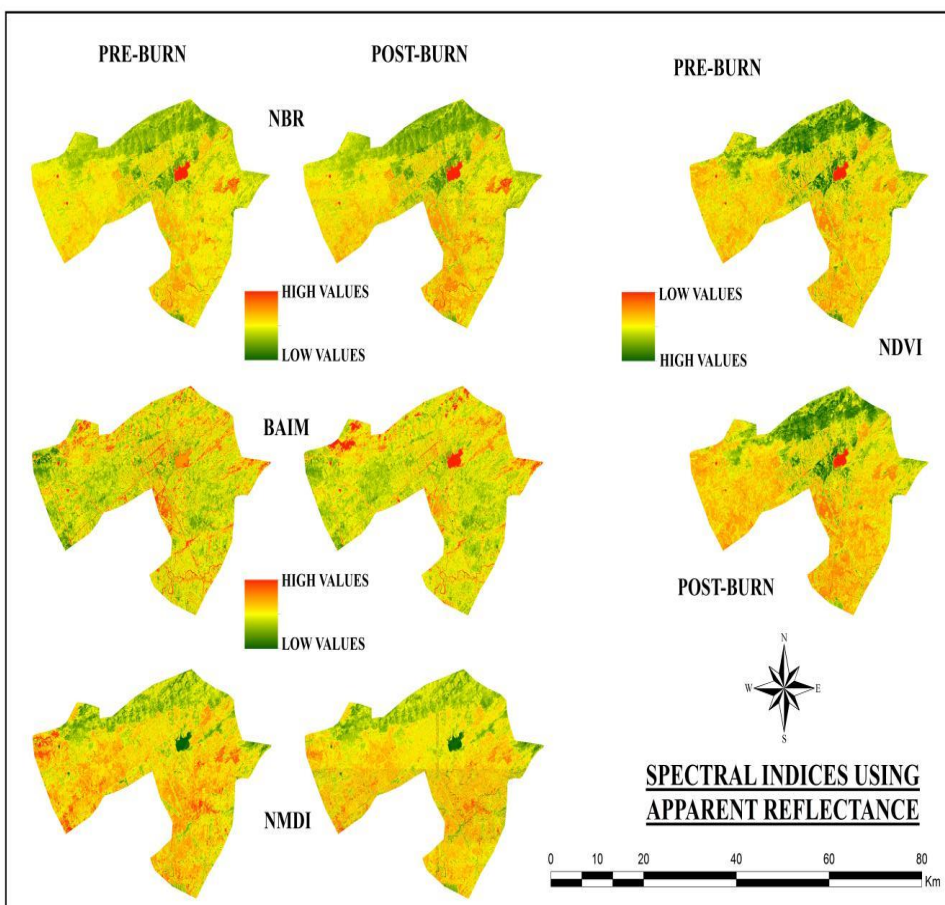 PRE-BURN
POST-BURN
PRE-BURN
NBR
HIGH VALUES
LOW VALUES
LOW VALUES
HIGH VALUES
NDVI
BAIM
HIGH VALUES
LOW VALUES
POST-BURN
N
W
E
S
NMDI
SPECTRAL INDICES USING
APPARENT REFLECTANCE
0 10 20 40 60 80
Km